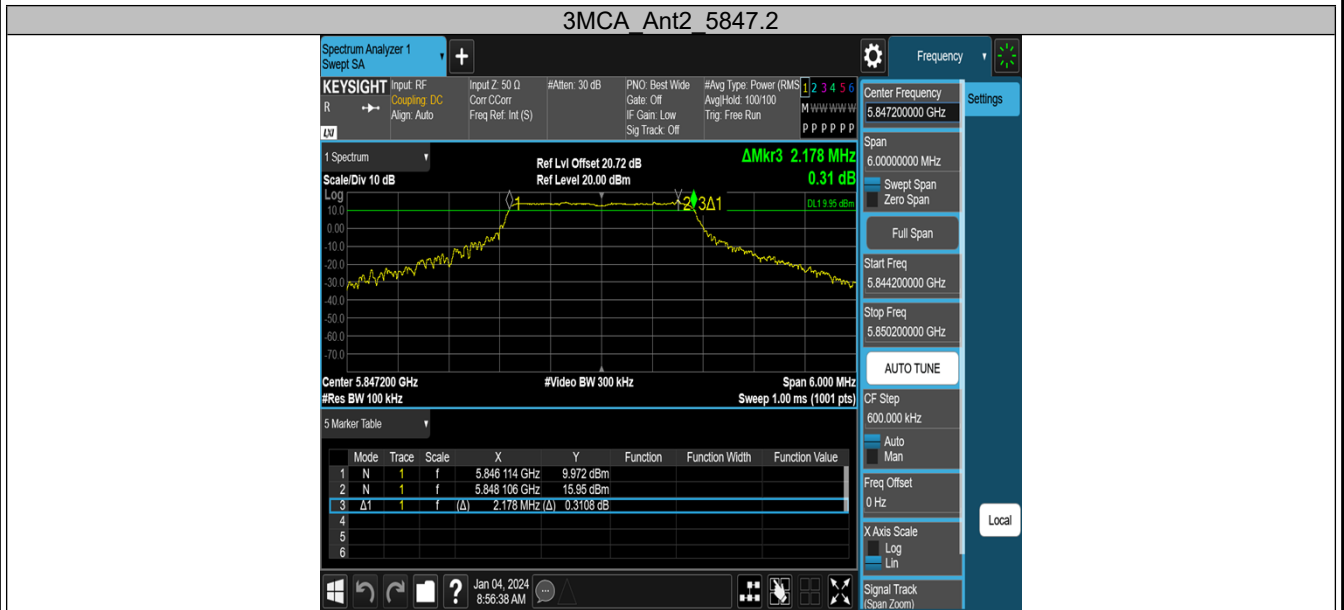 3MCA_Ant2_5847.2
Spectrum Analyzer 1
Swept SA
+
Frequency
KEYSIGHT
R
LXI
Input: RF
Coupling: DC
Align: Auto
Input Z: 50 Ω
Corr CCorr
Freq Ref: Int (S)
#Atten: 30 dB
PNO: Best Wide
Gate: Off
IF Gain: Low
Sig Track: Off
#Avg Type: Power (RMS
Avg|Hold: 100/100
Trig: Free Run
1 2 3 4 5 6
M W W W W W
P P P P P P
Center Frequency
5.847200000 GHz
Settings
Span
6.00000000 MHz
Swept Span
Zero Span
Full Span
Start Freq
5.844200000 GHz
Stop Freq
5.850200000 GHz
AUTO TUNE
CF Step
600.000 kHz
Auto
Man
Freq Offset
0 Hz
X Axis Scale
Log
Lin
Signal Track
(Span Zoom)
Local
1 Spectrum
Scale/Div 10 dB
Ref Lvl Offset 20.72 dB
Ref Level 20.00 dBm
ΔMkr3 2.178 MHz
0.31 dB
Log
1
2
3Δ1
DL1 9.95 dBm
10.0
0.00
-10.0
-20.0
-30.0
-40.0
-50.0
-60.0
-70.0
Center 5.847200 GHz
#Video BW 300 kHz
Span 6.000 MHz
#Res BW 100 kHz
Sweep 1.00 ms (1001 pts)
5 Marker Table
Mode Trace Scale X Y Function Function Width Function Value
1 N 1 f 5.846 114 GHz 9.972 dBm
2 N 1 f 5.848 106 GHz 15.95 dBm
3 Δ1 1 f (Δ) 2.178 MHz (Δ) 0.3108 dB
4
5
6
?
Jan 04, 2024
8:56:38 AM